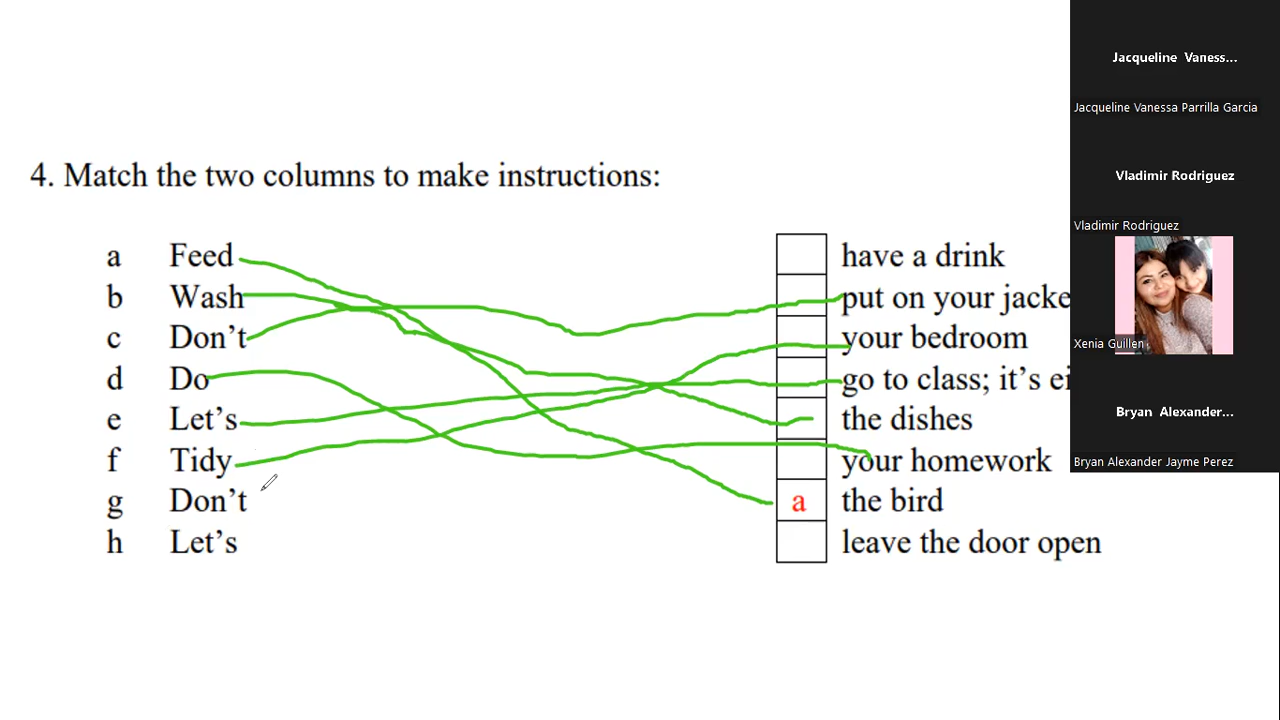 4. Match the two columns to make instructions:
a Feed have a drink
b Wash put on your jacke
c Don't your bedroom
d Do go to class; it's ei
e Let's the dishes
f Tidy your homework
g Don't a the bird
h Let's leave the door open
Jacqueline Vaness...
Jacqueline Vanessa Parrilla Garcia
Vladimir Rodriguez
Vladimir Rodríguez
Xenia Guillen
Bryan Alexander...
Bryan Alexander Jayme Perez